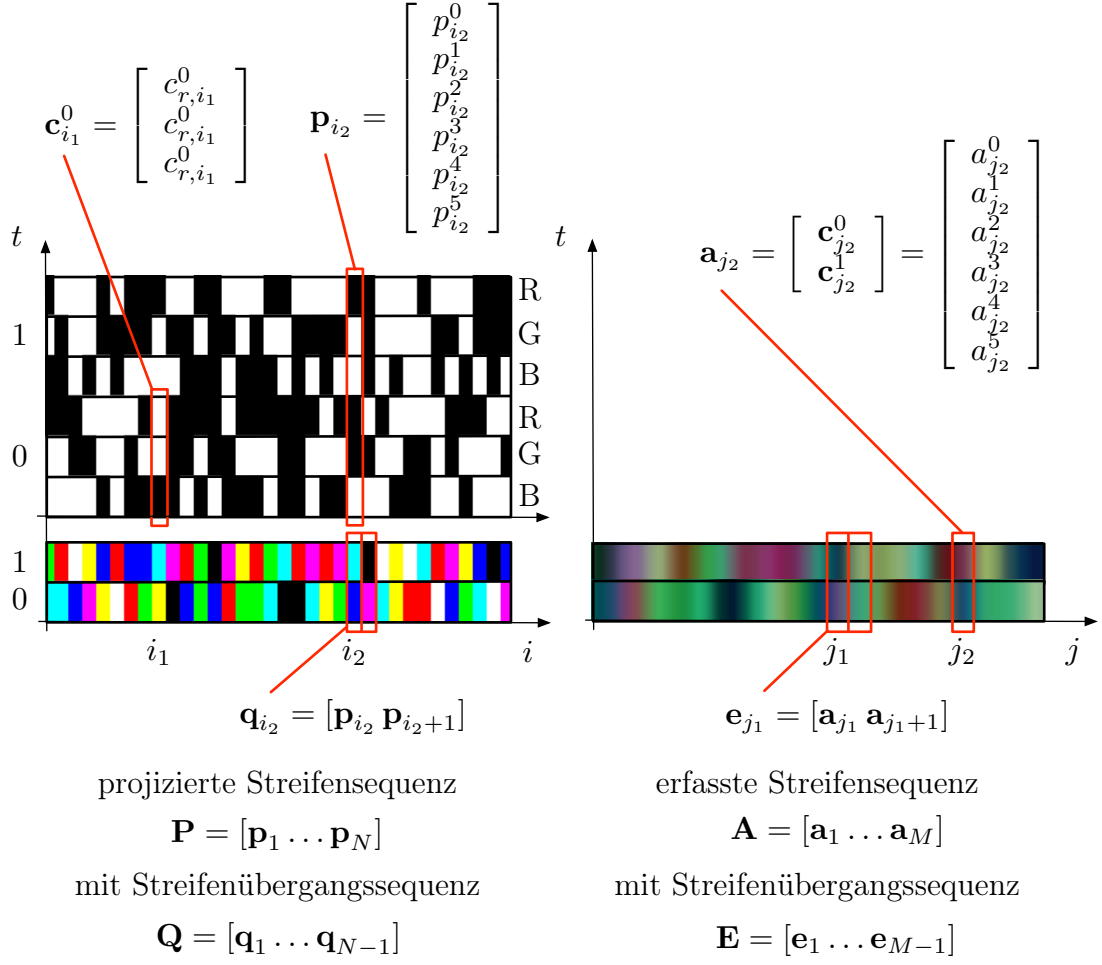 𝐜⁰_{i₁} = [ c⁰_{r,i₁} c⁰_{r,i₁} c⁰_{r,i₁} ]
𝐩_{i₂} = [ p⁰_{i₂} p¹_{i₂} p²_{i₂} p³_{i₂} p⁴_{i₂} p⁵_{i₂} ]
𝐚_{j₂} = [ 𝐜⁰_{j₂} 𝐜¹_{j₂} ] = [ a⁰_{j₂} a¹_{j₂} a²_{j₂} a³_{j₂} a⁴_{j₂} a⁵_{j₂} ]
t
t
R
1
G
B
R
0
G
B
1
0
i₁
i₂
i
j₁
j₂
j
𝐪_{i₂} = [𝐩_{i₂} 𝐩_{i₂+1}]
𝐞_{j₁} = [𝐚_{j₁} 𝐚_{j₁+1}]
projizierte Streifensequenz
𝐏 = [𝐩₁ … 𝐩_N]
mit Streifenübergangssequenz
𝐐 = [𝐪₁ … 𝐪_{N−1}]
erfasste Streifensequenz
𝐀 = [𝐚₁ … 𝐚_M]
mit Streifenübergangssequenz
𝐄 = [𝐞₁ … 𝐞_{M−1}]